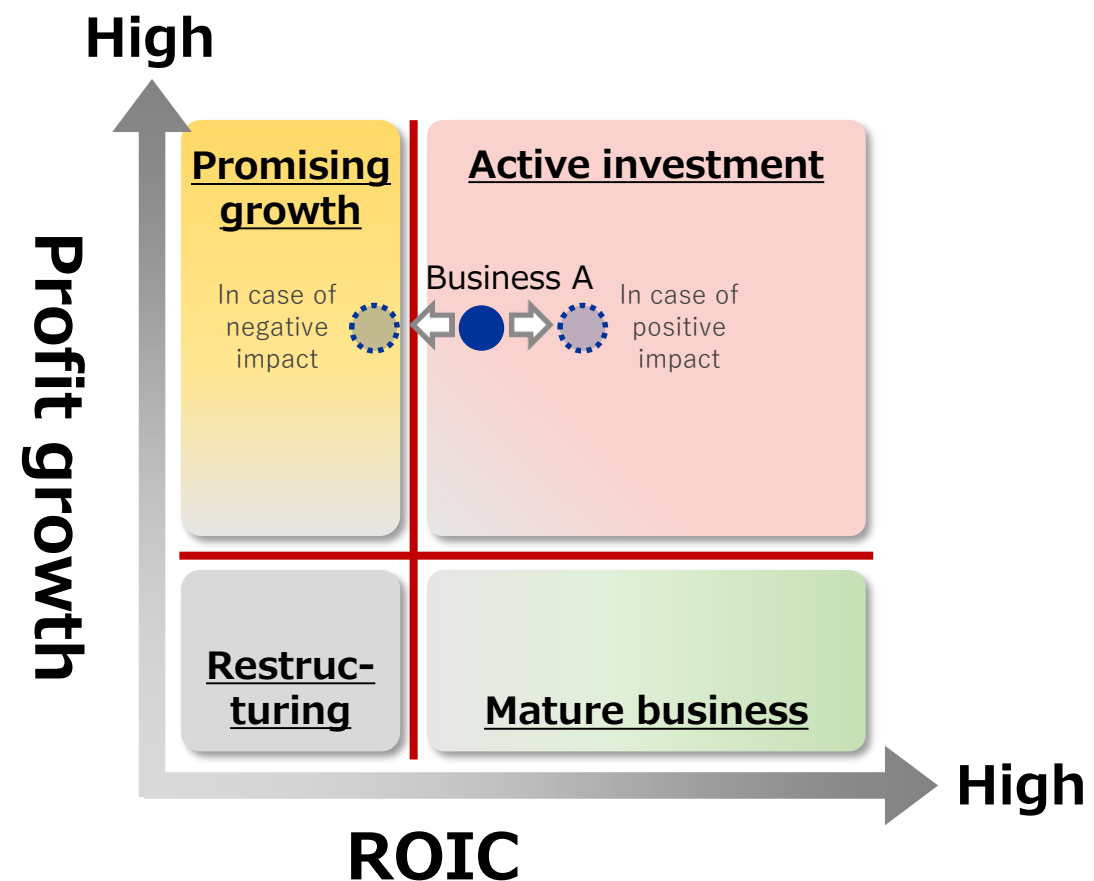 High
Promising
growth
Active investment
Business A
In case of
negative
impact
In case of
positive
impact
Profit growth
Restruc-
turing
Mature business
High
ROIC